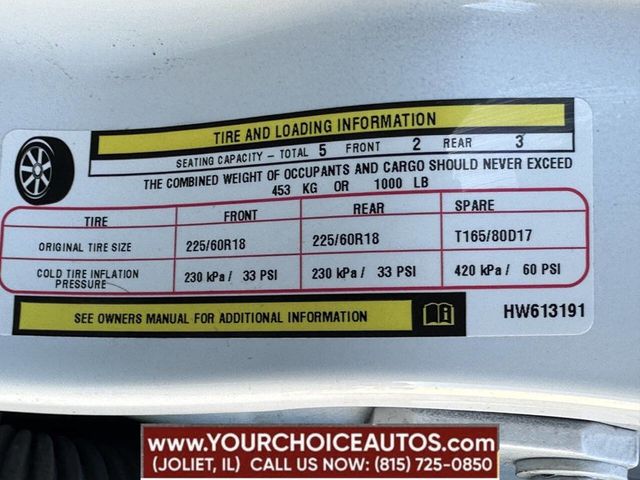 TIRE AND LOADING INFORMATION
SEATING CAPACITY - TOTAL 5 FRONT 2 REAR 3
THE COMBINED WEIGHT OF OCCUPANTS AND CARGO SHOULD NEVER EXCEED
453 KG OR 1000 LB
TIRE FRONT REAR SPARE
ORIGINAL TIRE SIZE 225/60R18 225/60R18 T165/80D17
COLD TIRE INFLATION PRESSURE 230 kPa/ 33 PSI 230 kPa/ 33 PSI 420 kPa/ 60 PSI
SEE OWNERS MANUAL FOR ADDITIONAL INFORMATION
HW613191
WWW.YOURCHOICEAUTOS.COM
(JOLIET, IL) CALL US NOW: (815) 725-0850